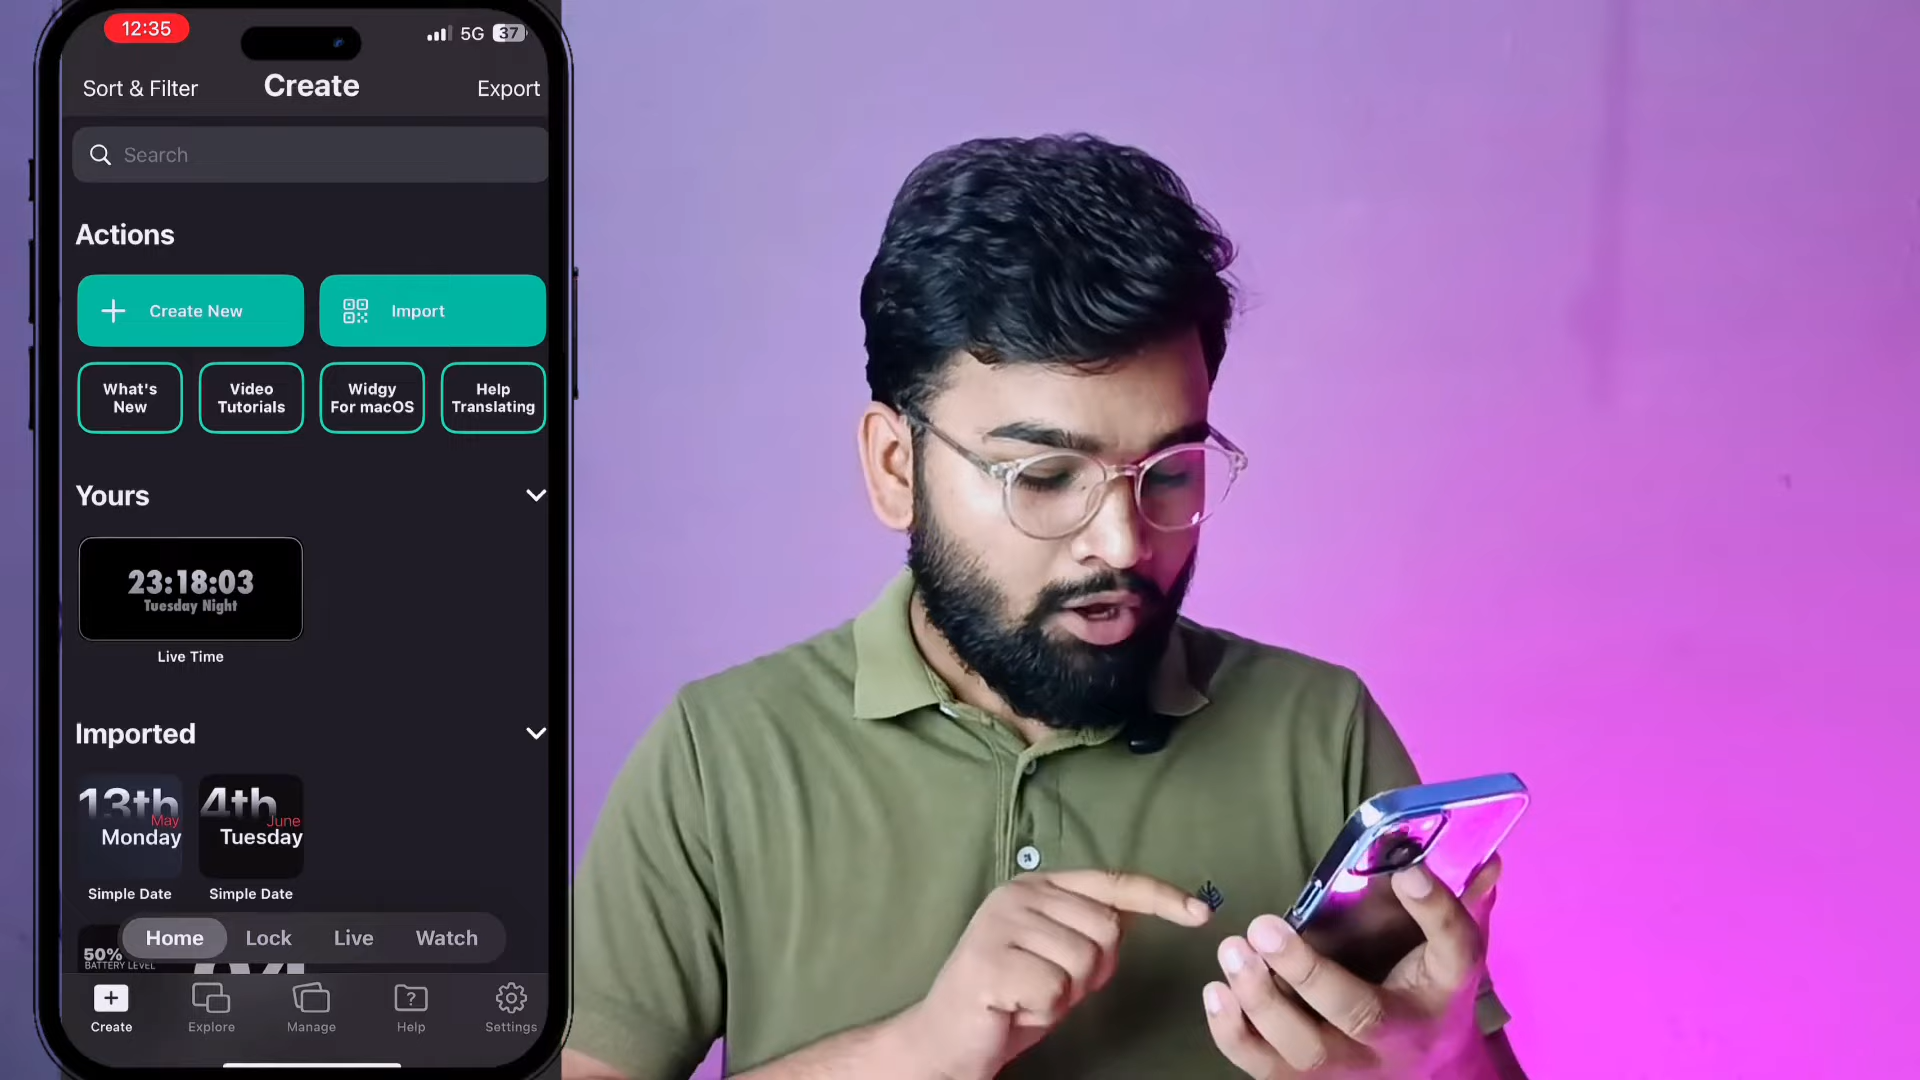 12:35
5G 37
Sort & Filter Create Export
Search
Actions
Create New Import
What's New
Video Tutorials
Widgy For macOS
Help Translating
Yours
23:18:03
Tuesday Night
Live Time
Imported
13th
May
Monday
4th
June
Tuesday
Simple Date Simple Date
Home Lock Live Watch
50%
BATTERY LEVEL
Create Explore Manage Help Settings